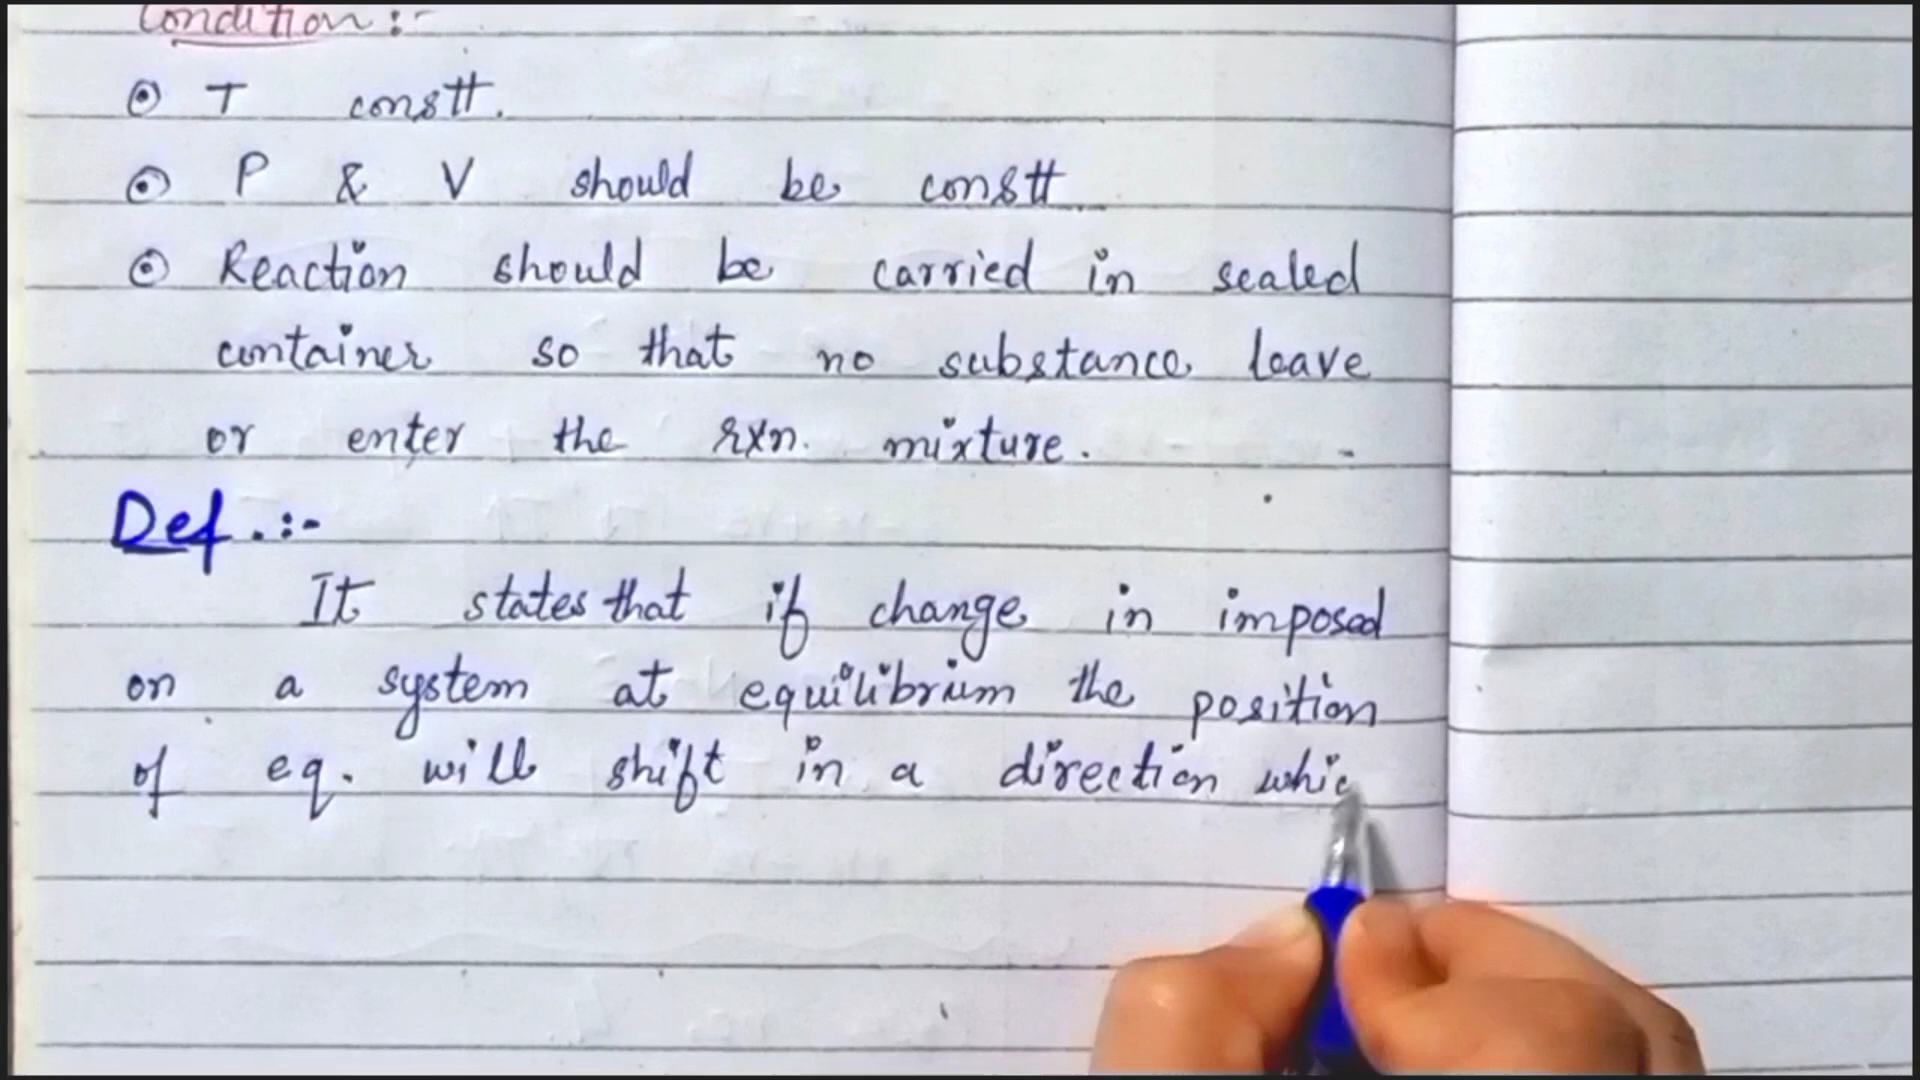 Condition :-
T constt.
P & V should be constt.
Reaction should be carried in sealed
container so that no substance leave
or enter the rxn. mixture.
Def. :-
It states that if change in imposed
on a system at equilibrium the position
of eq. will shift in a direction whic